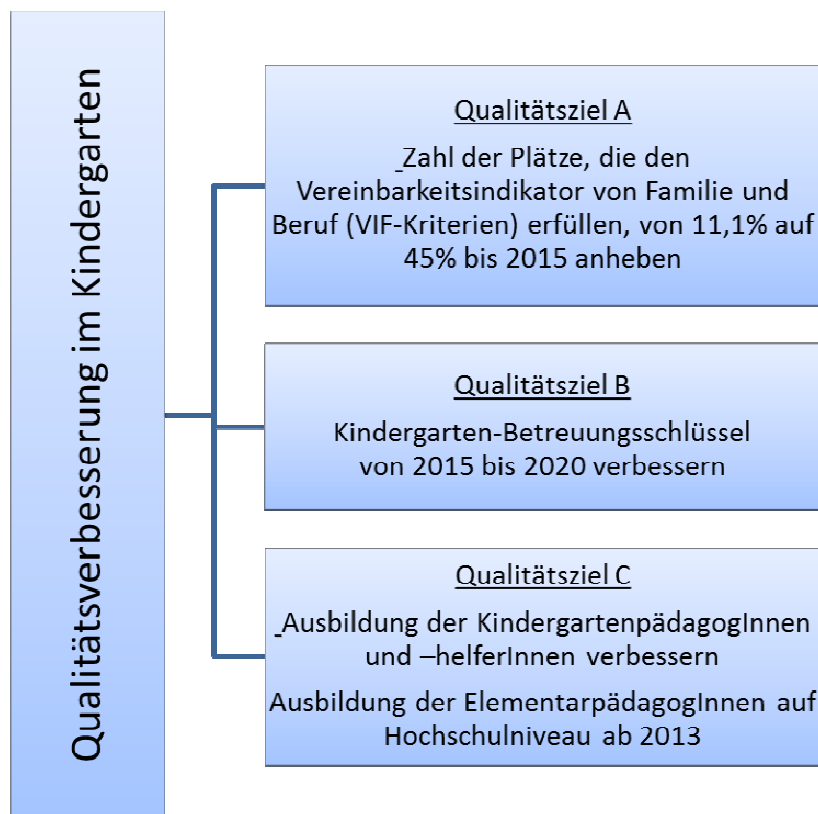 Qualitätsverbesserung im Kindergarten
Qualitätsziel A
Zahl der Plätze, die den
Vereinbarkeitsindikator von Familie und
Beruf (VIF-Kriterien) erfüllen, von 11,1% auf
45% bis 2015 anheben
Qualitätsziel B
Kindergarten-Betreuungsschlüssel
von 2015 bis 2020 verbessern
Qualitätsziel C
Ausbildung der KindergartenpädagogInnen
und –helferInnen verbessern
Ausbildung der ElementarpädagogInnen auf
Hochschulniveau ab 2013